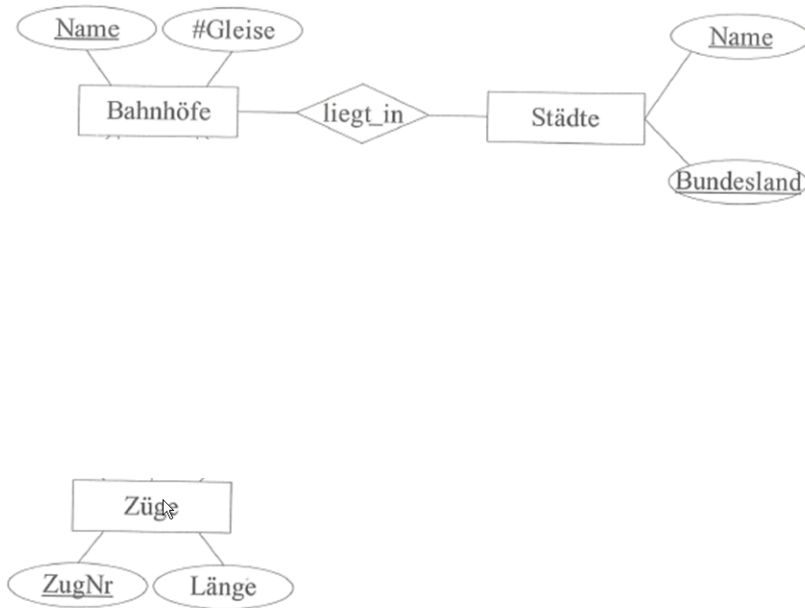 Name
#Gleise
Name
Bahnhöfe
liegt_in
Städte
Bundesland
Züge
ZugNr
Länge